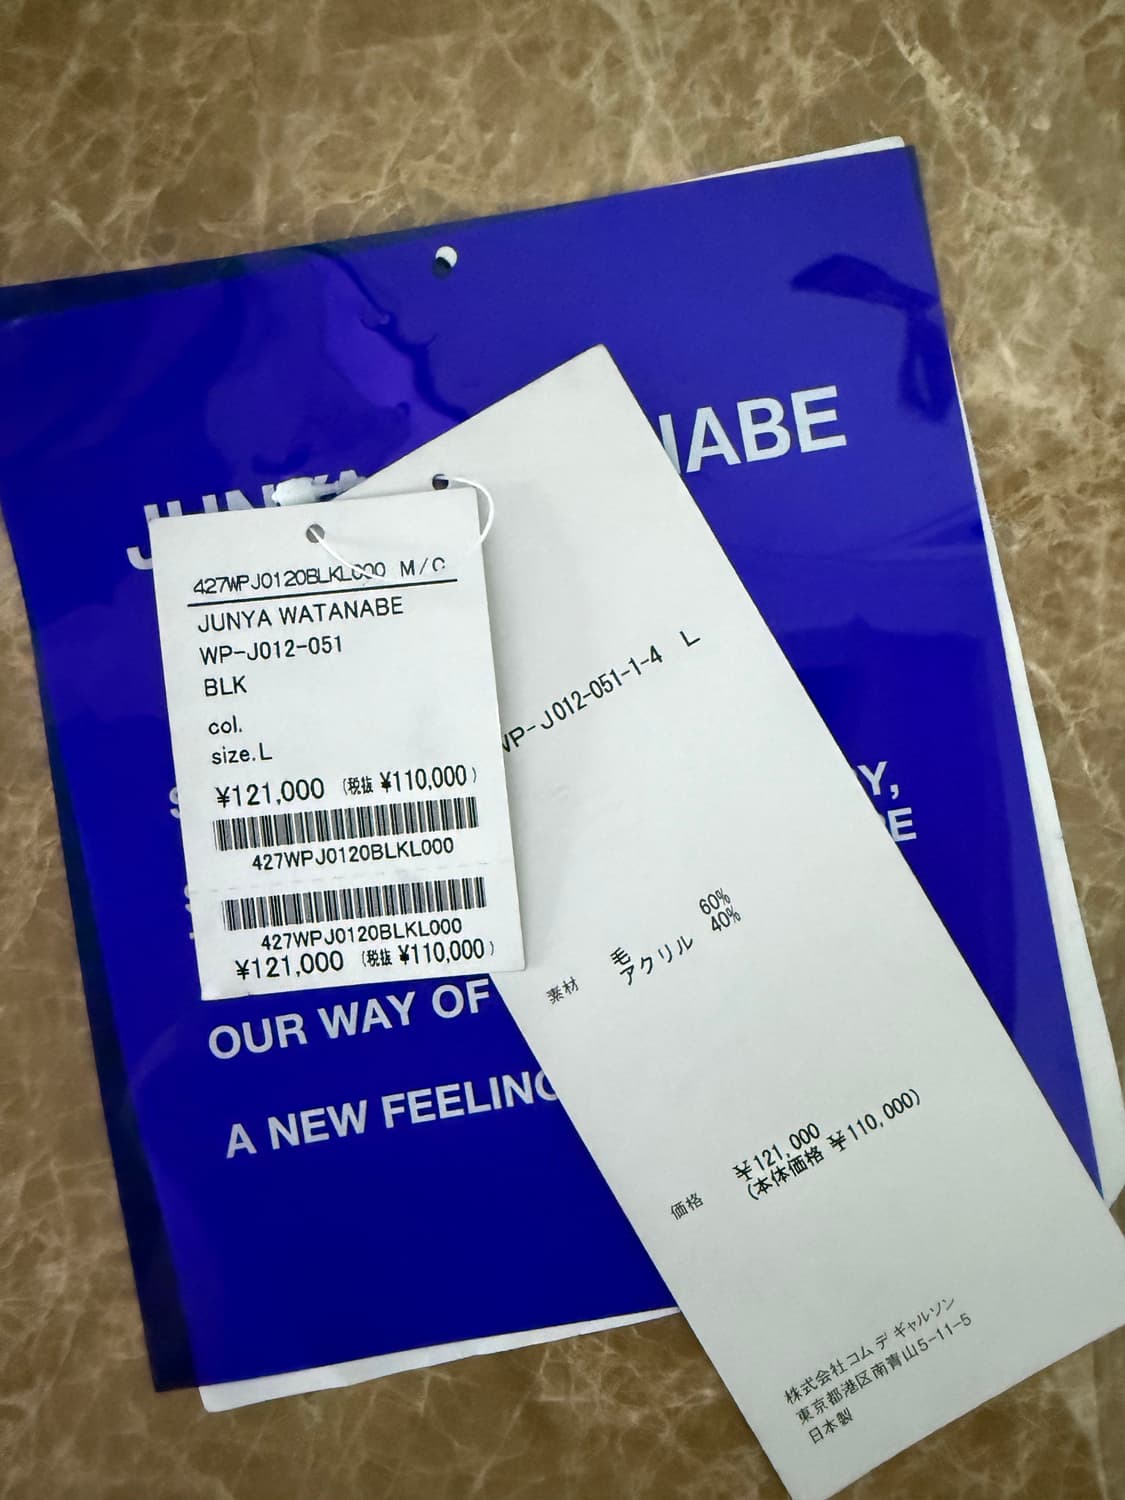 JUNYA
NABE
427WPJ0120BLKL000 M/C
JUNYA WATANABE
WP-J012-051
BLK
col.
size.L
¥121,000 (税抜 ¥110,000)
427WPJ0120BLKL000
427WPJ0120BLKL000
¥121,000 (税抜 ¥110,000)
WP-J012-051-1-4 L
素材 毛 60%
アクリル 40%
価格 ¥121,000
(本体価格 ¥110,000)
株式会社コム デ ギャルソン
東京都港区南青山5-11-5
日本製
OUR WAY OF
A NEW FEELING